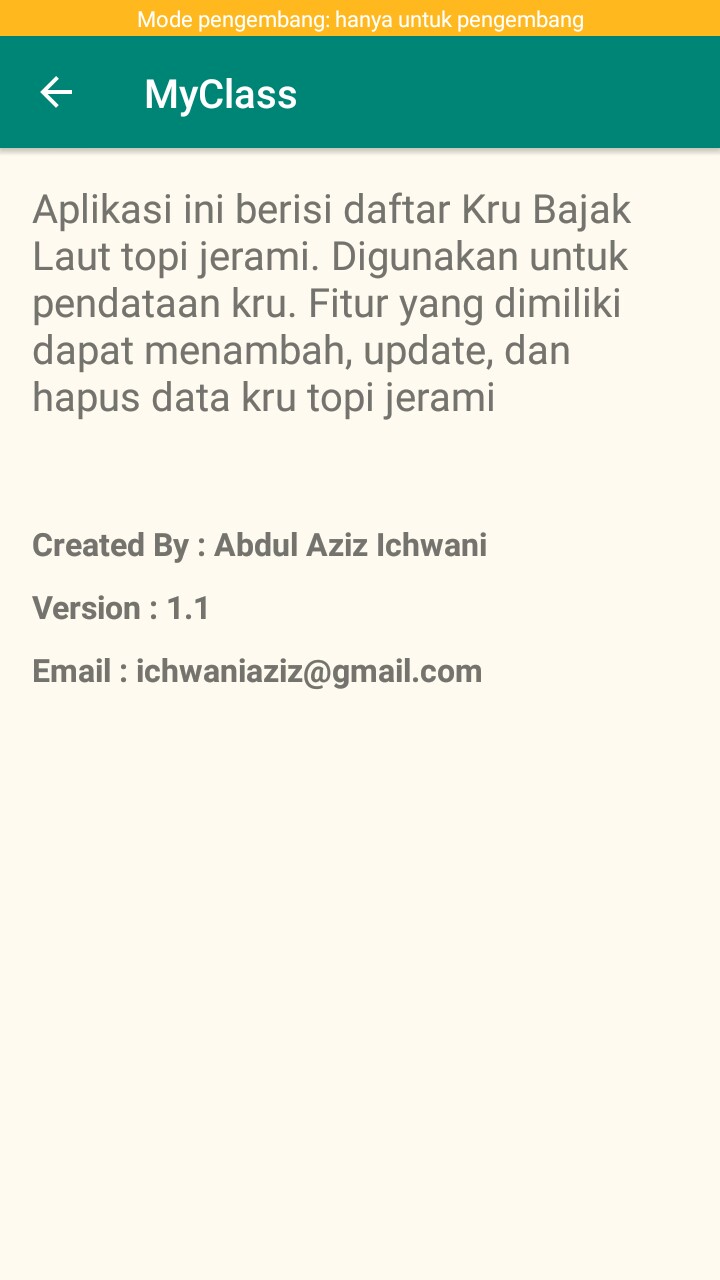 Mode pengembang: hanya untuk pengembang
MyClass
Aplikasi ini berisi daftar Kru Bajak
Laut topi jerami. Digunakan untuk
pendataan kru. Fitur yang dimiliki
dapat menambah, update, dan
hapus data kru topi jerami
Created By : Abdul Aziz Ichwani
Version : 1.1
Email : ichwaniaziz@gmail.com